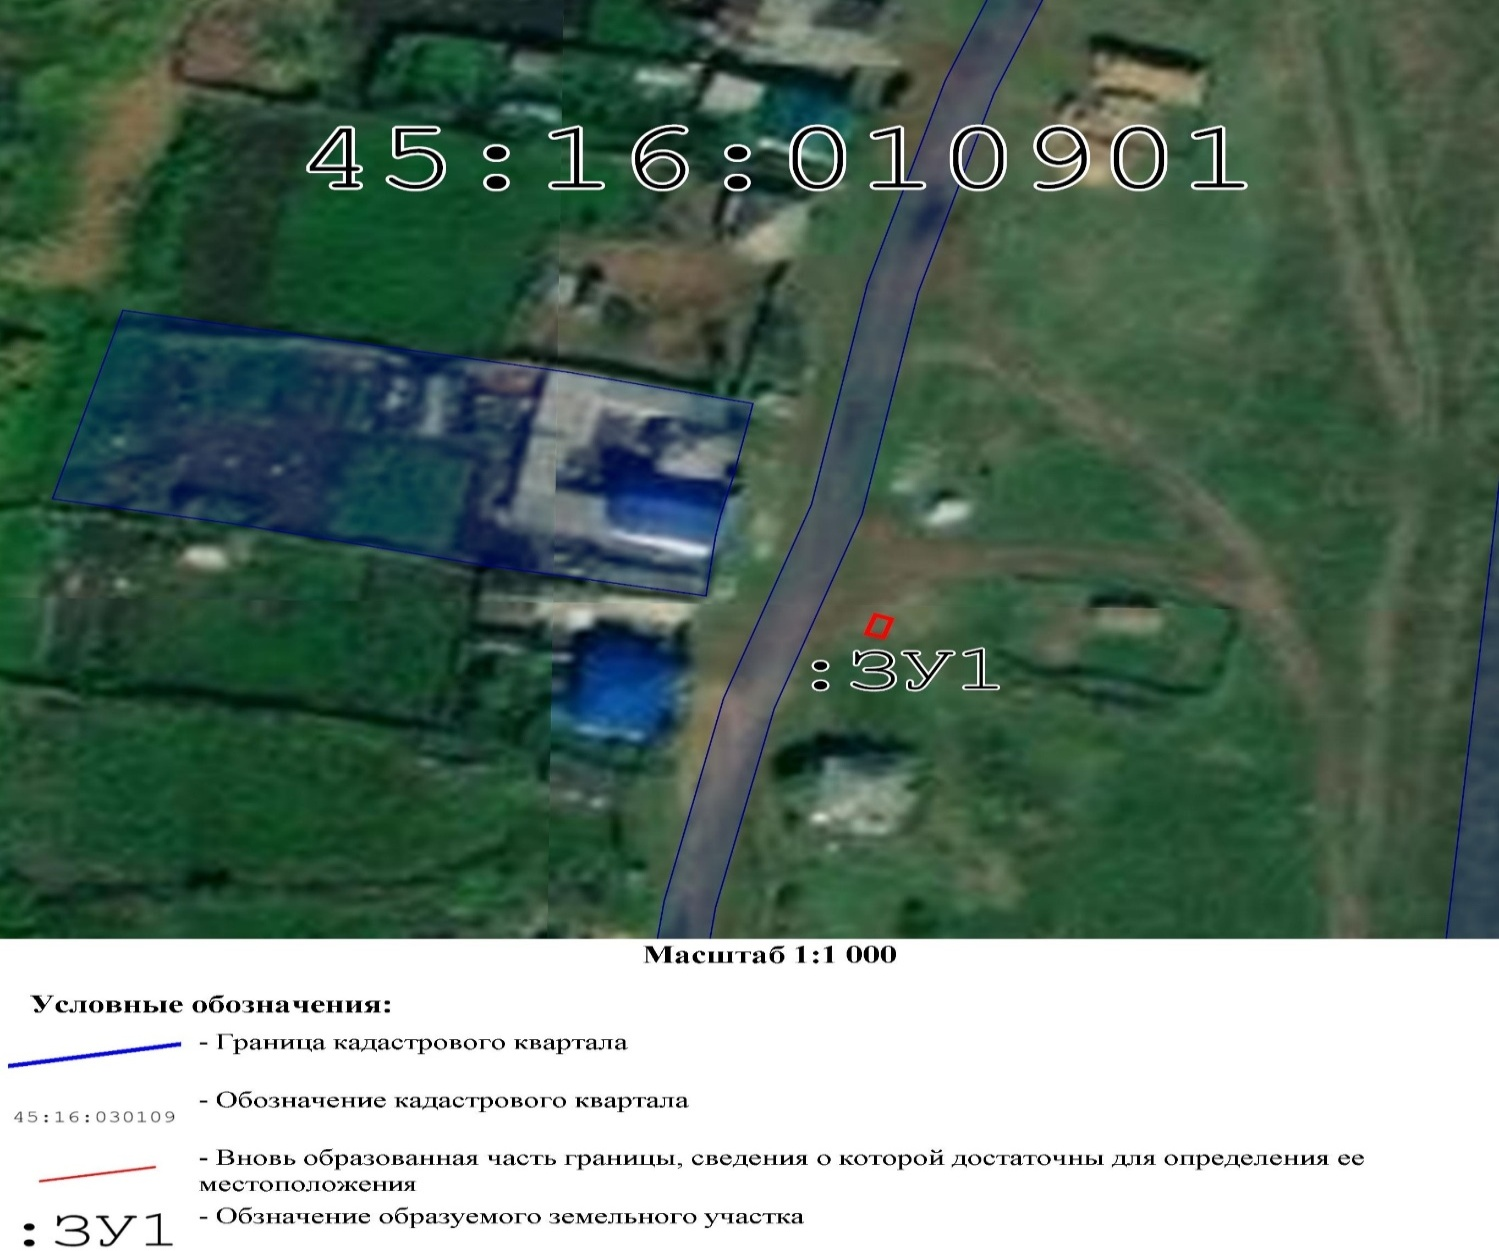 45:16:010901
:ЗУ1
Масштаб 1:1 000
Условные обозначения:
- Граница кадастрового квартала
- Обозначение кадастрового квартала
45:16:030109
- Вновь образованная часть границы, сведения о которой достаточны для определения ее
местоположения
:ЗУ1 - Обзначение образуемого земельного участка